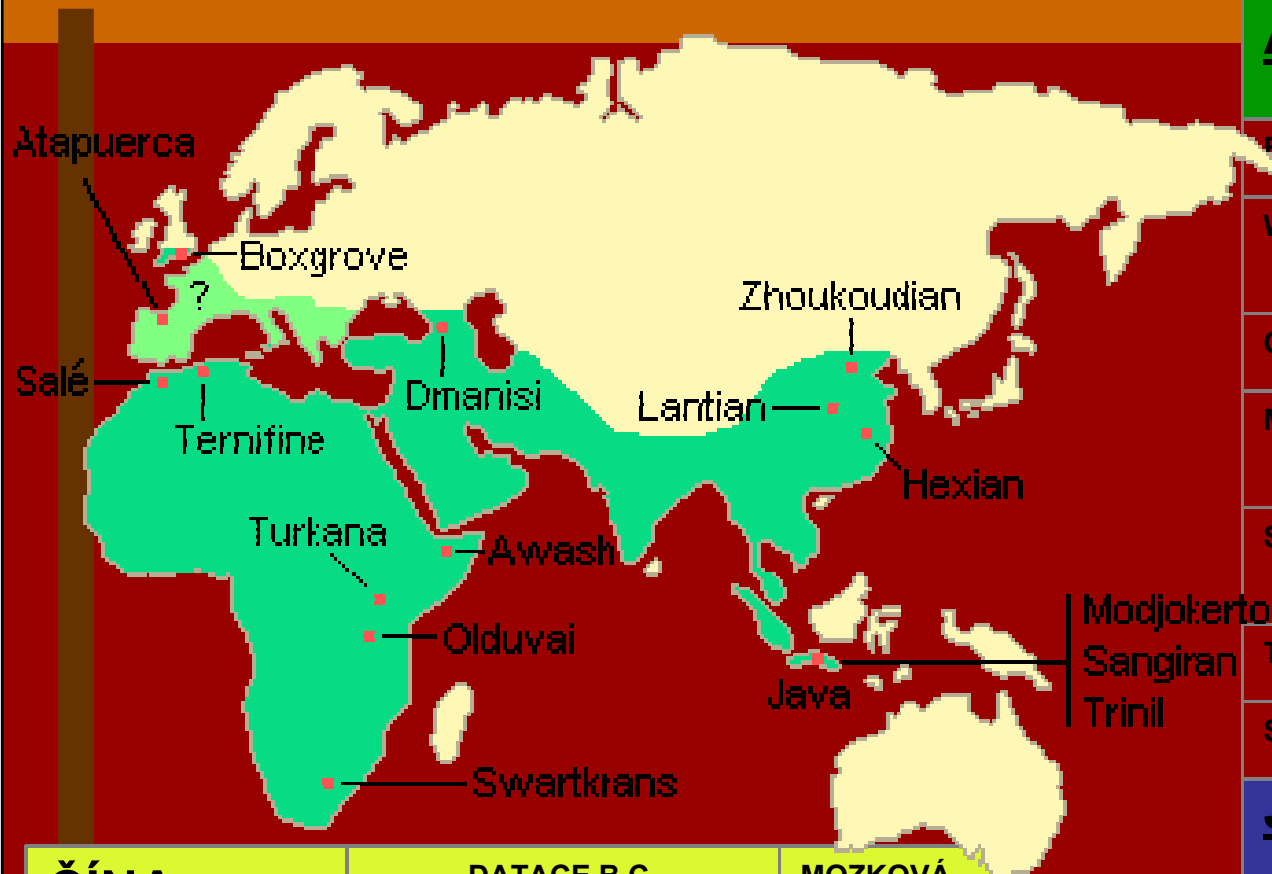 Atapuerca
Boxgrove
?
Zhoukoudian
Salé
Dmanisi
Lantian
Ternifine
Hexian
Turkana
Awash
Modjokerto
Olduvai
Sangiran
Java
Trinil
Swartkrans
ČÍNA
DATACE B.C.
MOZKOVÁ